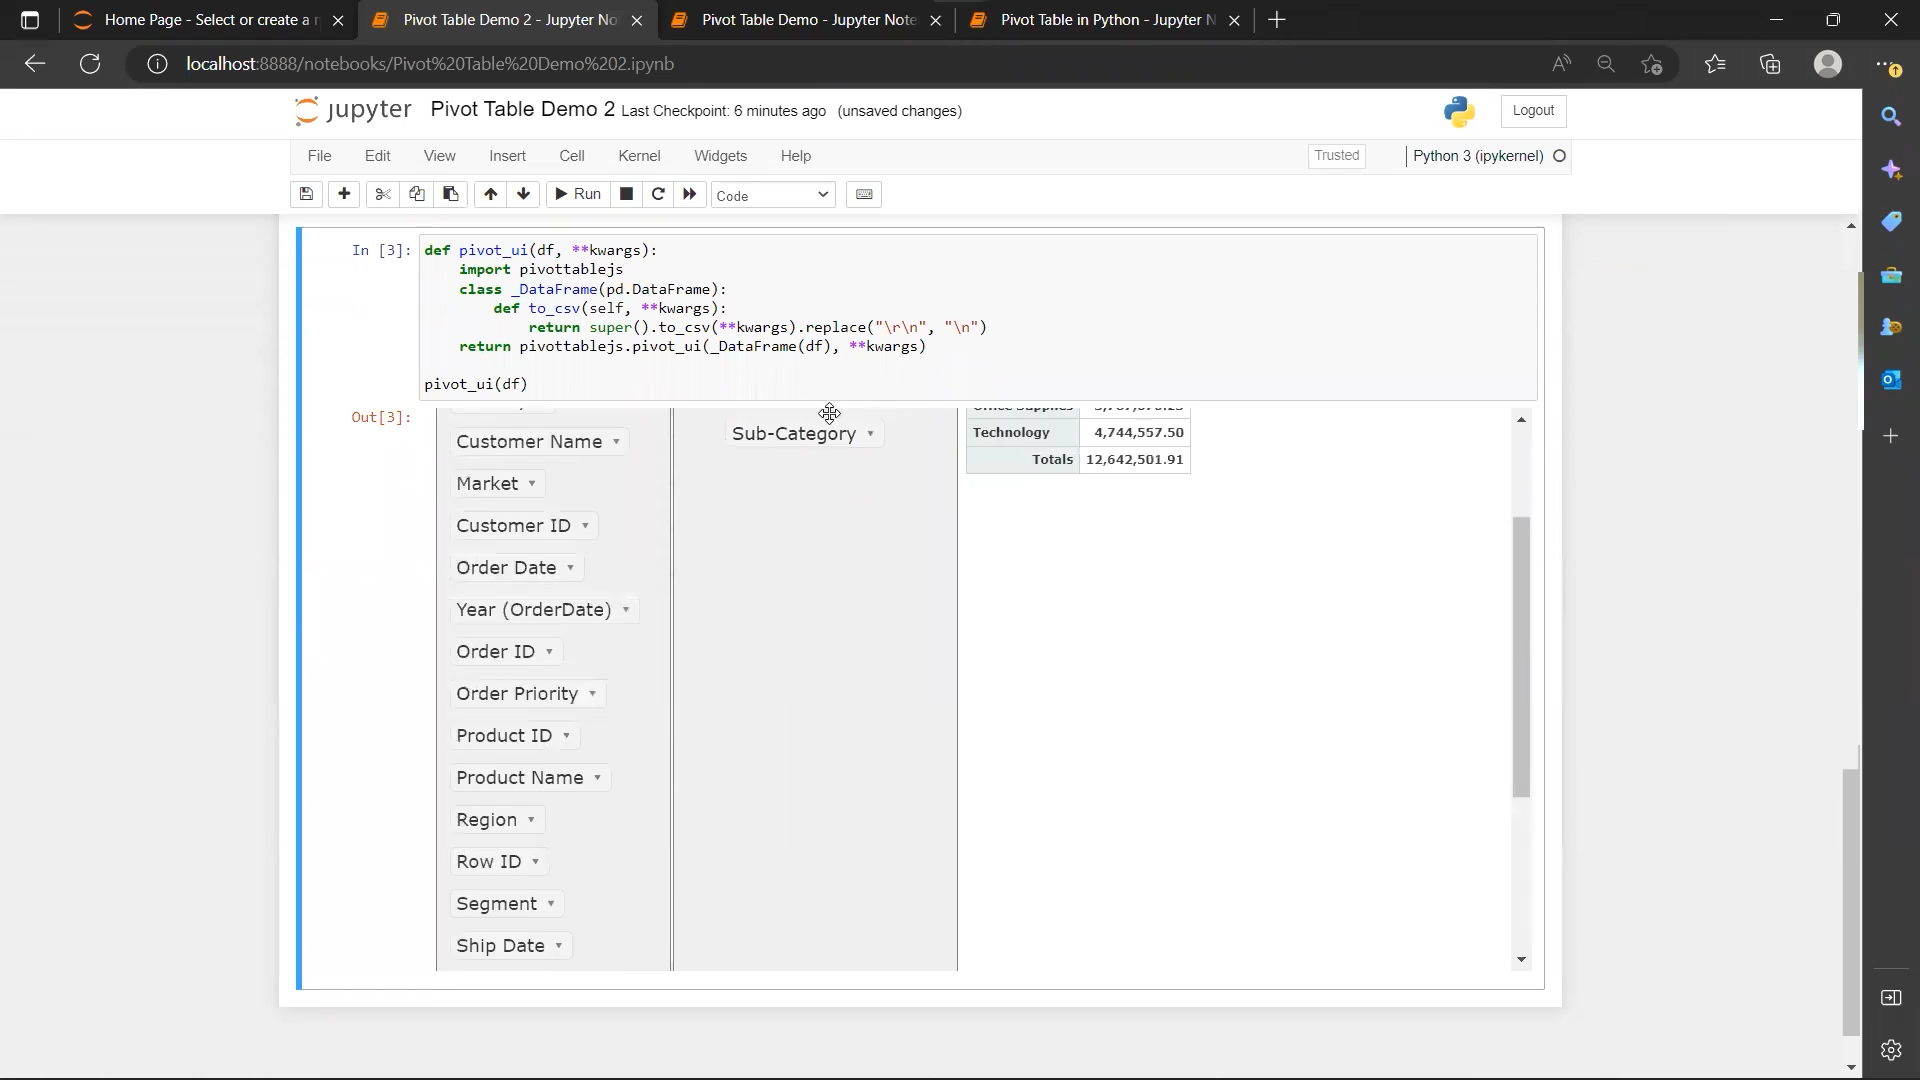 Home Page - Select or create a n
Pivot Table Demo 2 - Jupyter No
Pivot Table Demo - Jupyter Note
Pivot Table in Python - Jupyter N
localhost:8888/notebooks/Pivot%20Table%20Demo%202.ipynb
jupyter Pivot Table Demo 2 Last Checkpoint: 6 minutes ago (unsaved changes)
Logout
File Edit View Insert Cell Kernel Widgets Help
Trusted
Python 3 (ipykernel)
Run
Code
In [3]:
def pivot_ui(df, **kwargs):
import pivottablejs
class _DataFrame(pd.DataFrame):
def to_csv(self, **kwargs):
return super().to_csv(**kwargs).replace("\r\n", "\n")
return pivottablejs.pivot_ui(_DataFrame(df), **kwargs)
pivot_ui(df)
Out[3]:
Customer Name
Market
Customer ID
Order Date
Year (OrderDate)
Order ID
Order Priority
Product ID
Product Name
Region
Row ID
Segment
Ship Date
Sub-Category
Technology 4,744,557.50
Totals 12,642,501.91